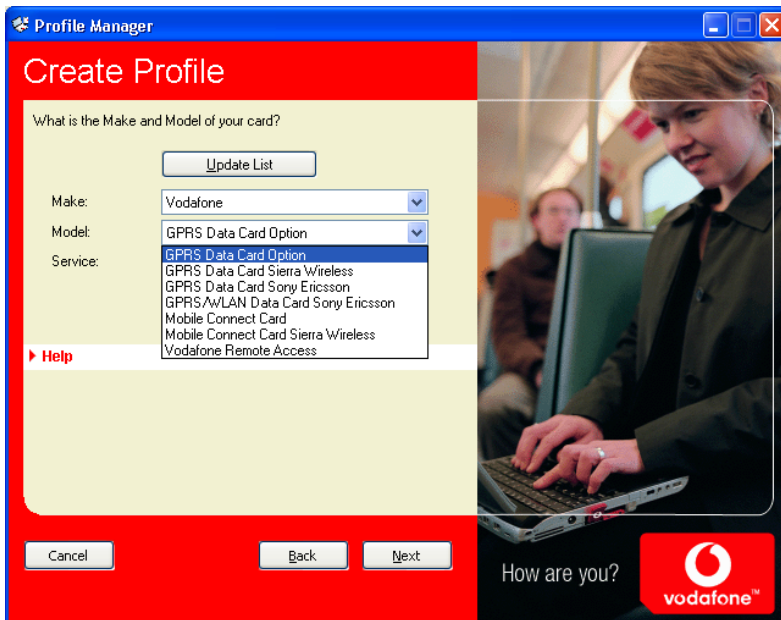 Profile Manager
Create Profile
What is the Make and Model of your card?
Update List
Make:
Vodafone
Model:
GPRS Data Card Option
Service:
GPRS Data Card Option
GPRS Data Card Sierra Wireless
GPRS Data Card Sony Ericsson
GPRS/WLAN Data Card Sony Ericsson
Mobile Connect Card
Mobile Connect Card Sierra Wireless
Vodafone Remote Access
Help
Cancel
Back
Next
How are you?
vodafone™